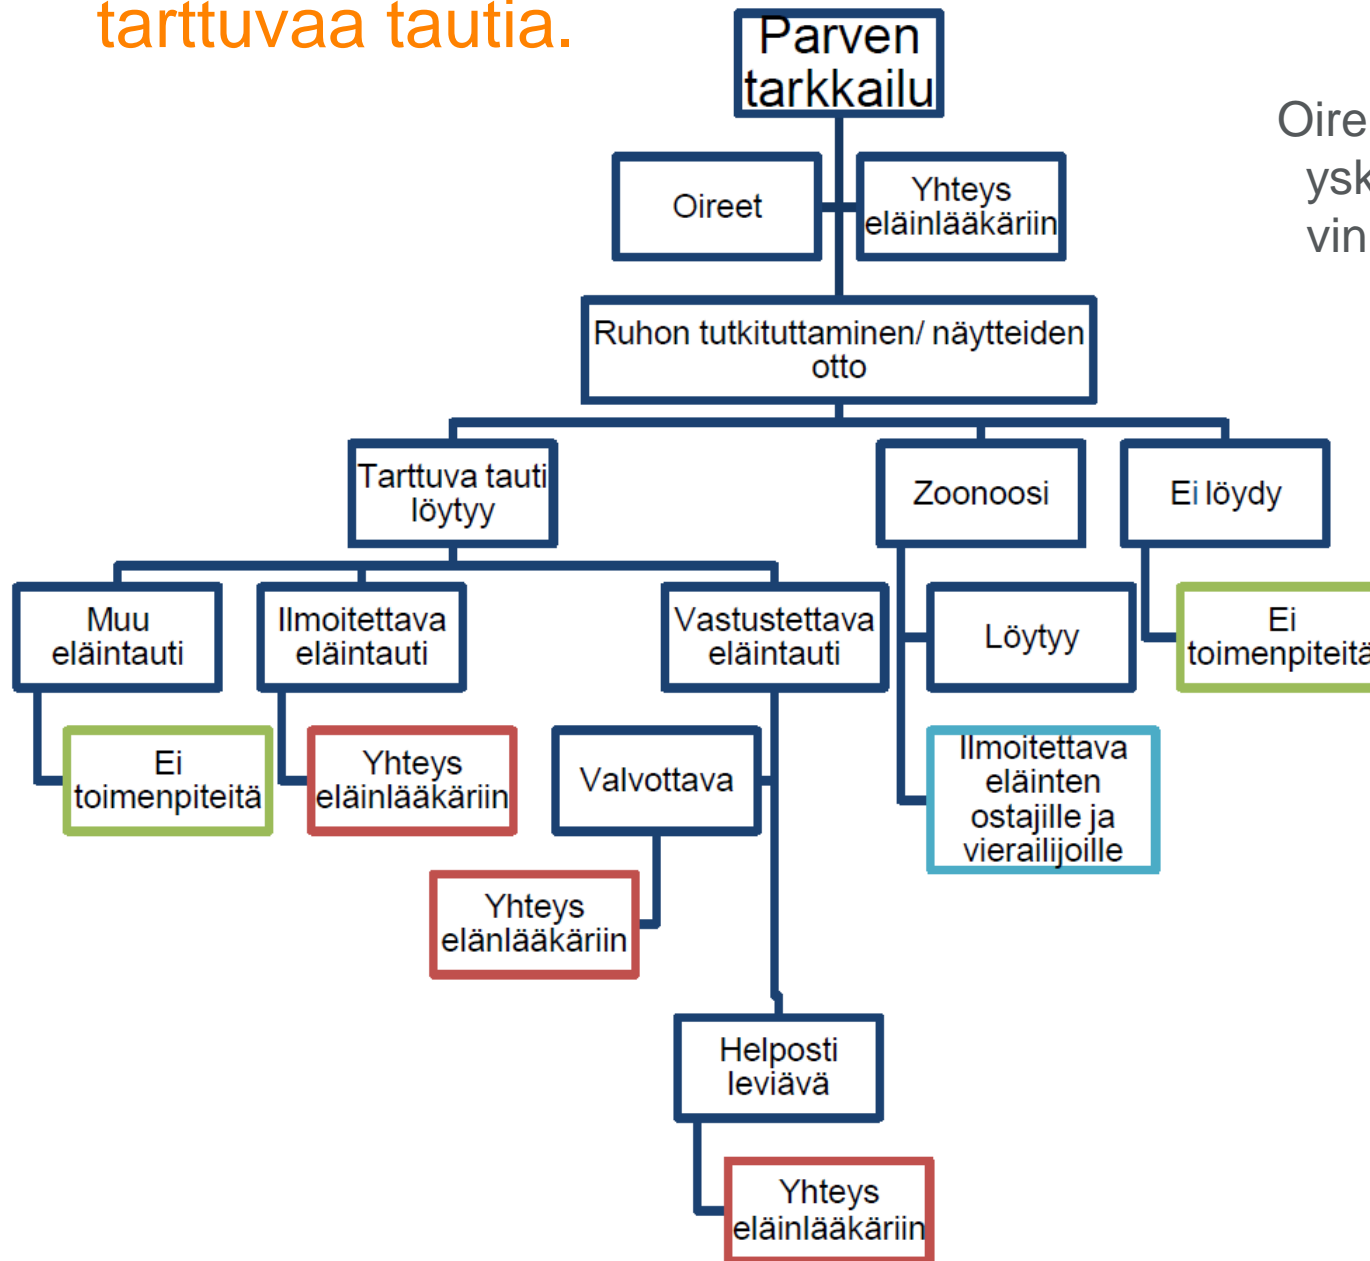 tarttuvaa tautia.
Parven
tarkkailu
Oireet
Yhteys
eläinlääkäriin
Ruhon tutkituttaminen/ näytteiden
otto
Tarttuva tauti
löytyy
Zoonoosi
Ei löydy
Muu
eläintauti
Ilmoitettava
eläintauti
Vastustettava
eläintauti
Löytyy
Ei
toimenpiteitä
Ei
toimenpiteitä
Yhteys
eläinlääkäriin
Valvottava
Ilmoitettava
eläinten
ostajille ja
vierailijoille
Yhteys
elänlääkäriin
Helposti
leviävä
Yhteys
eläinlääkäriin